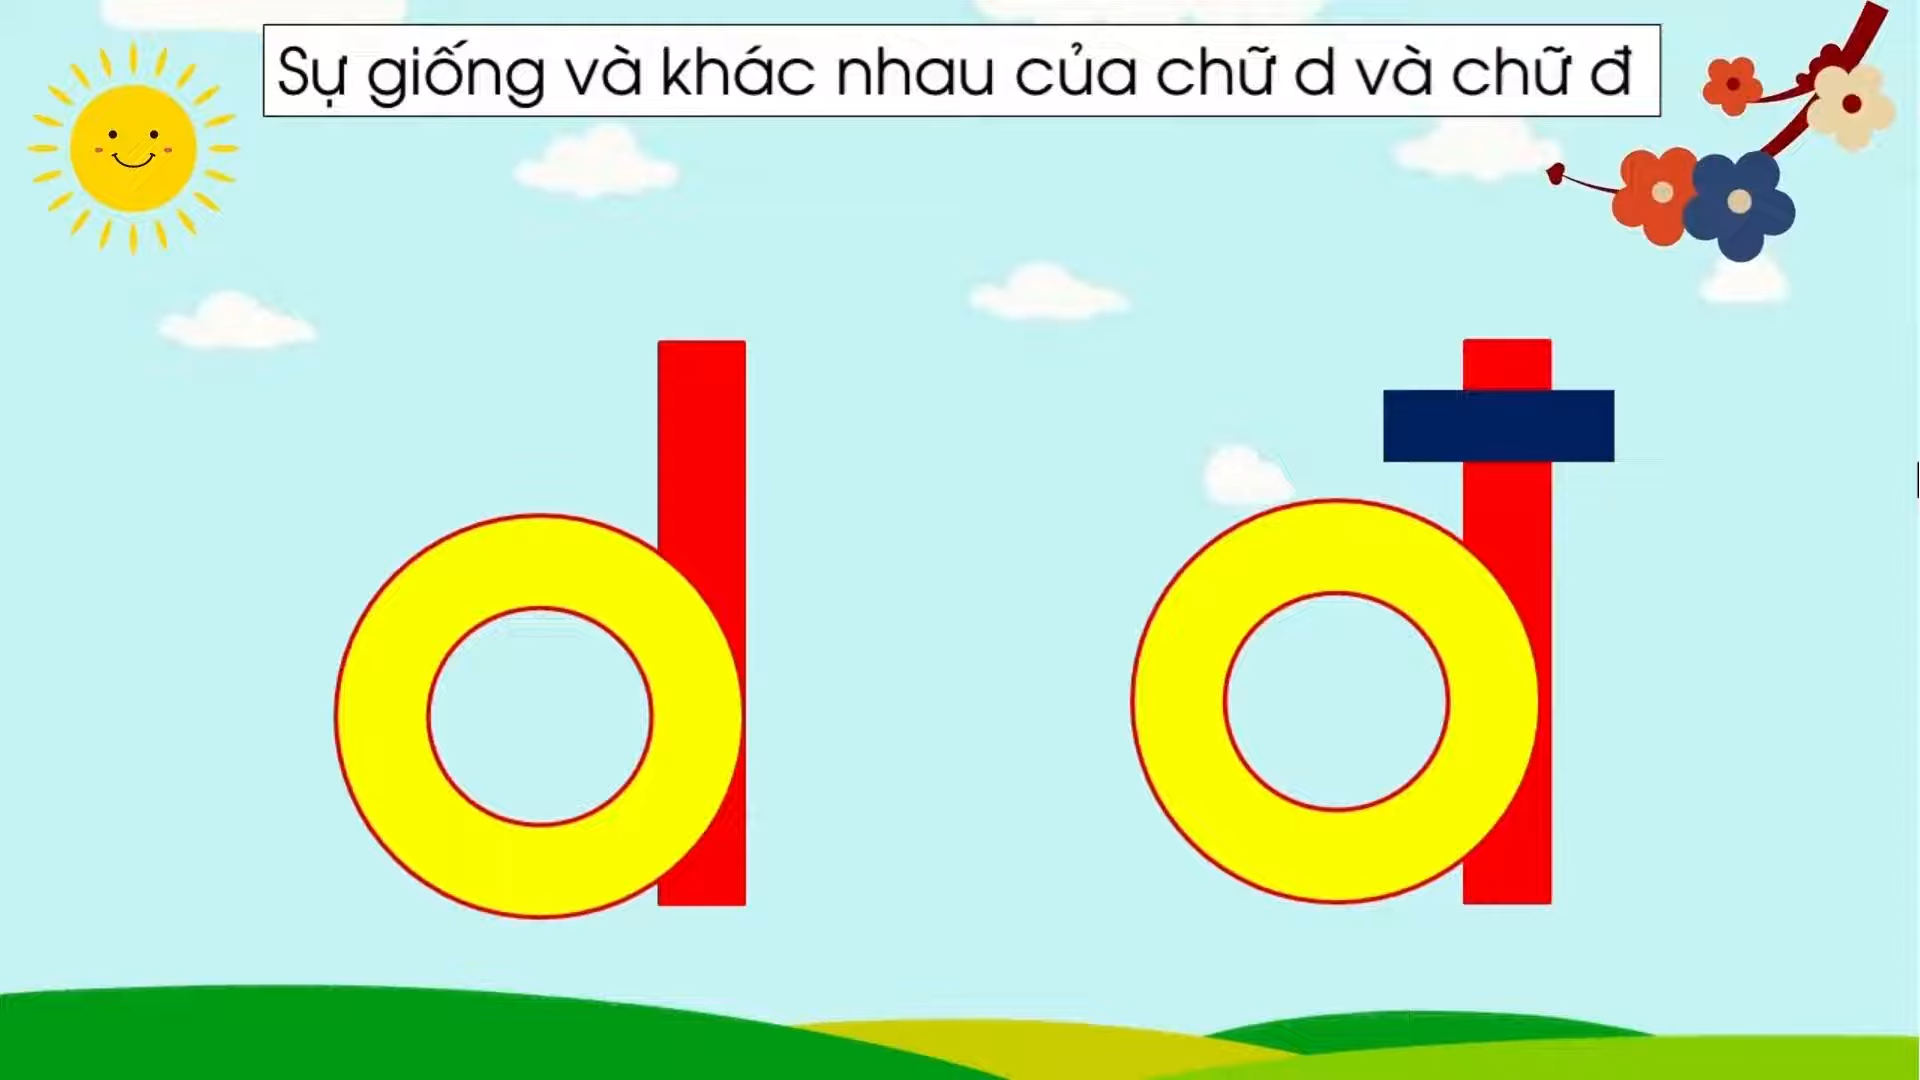 Sự giống và khác nhau của chữ d và chữ đ
d đ